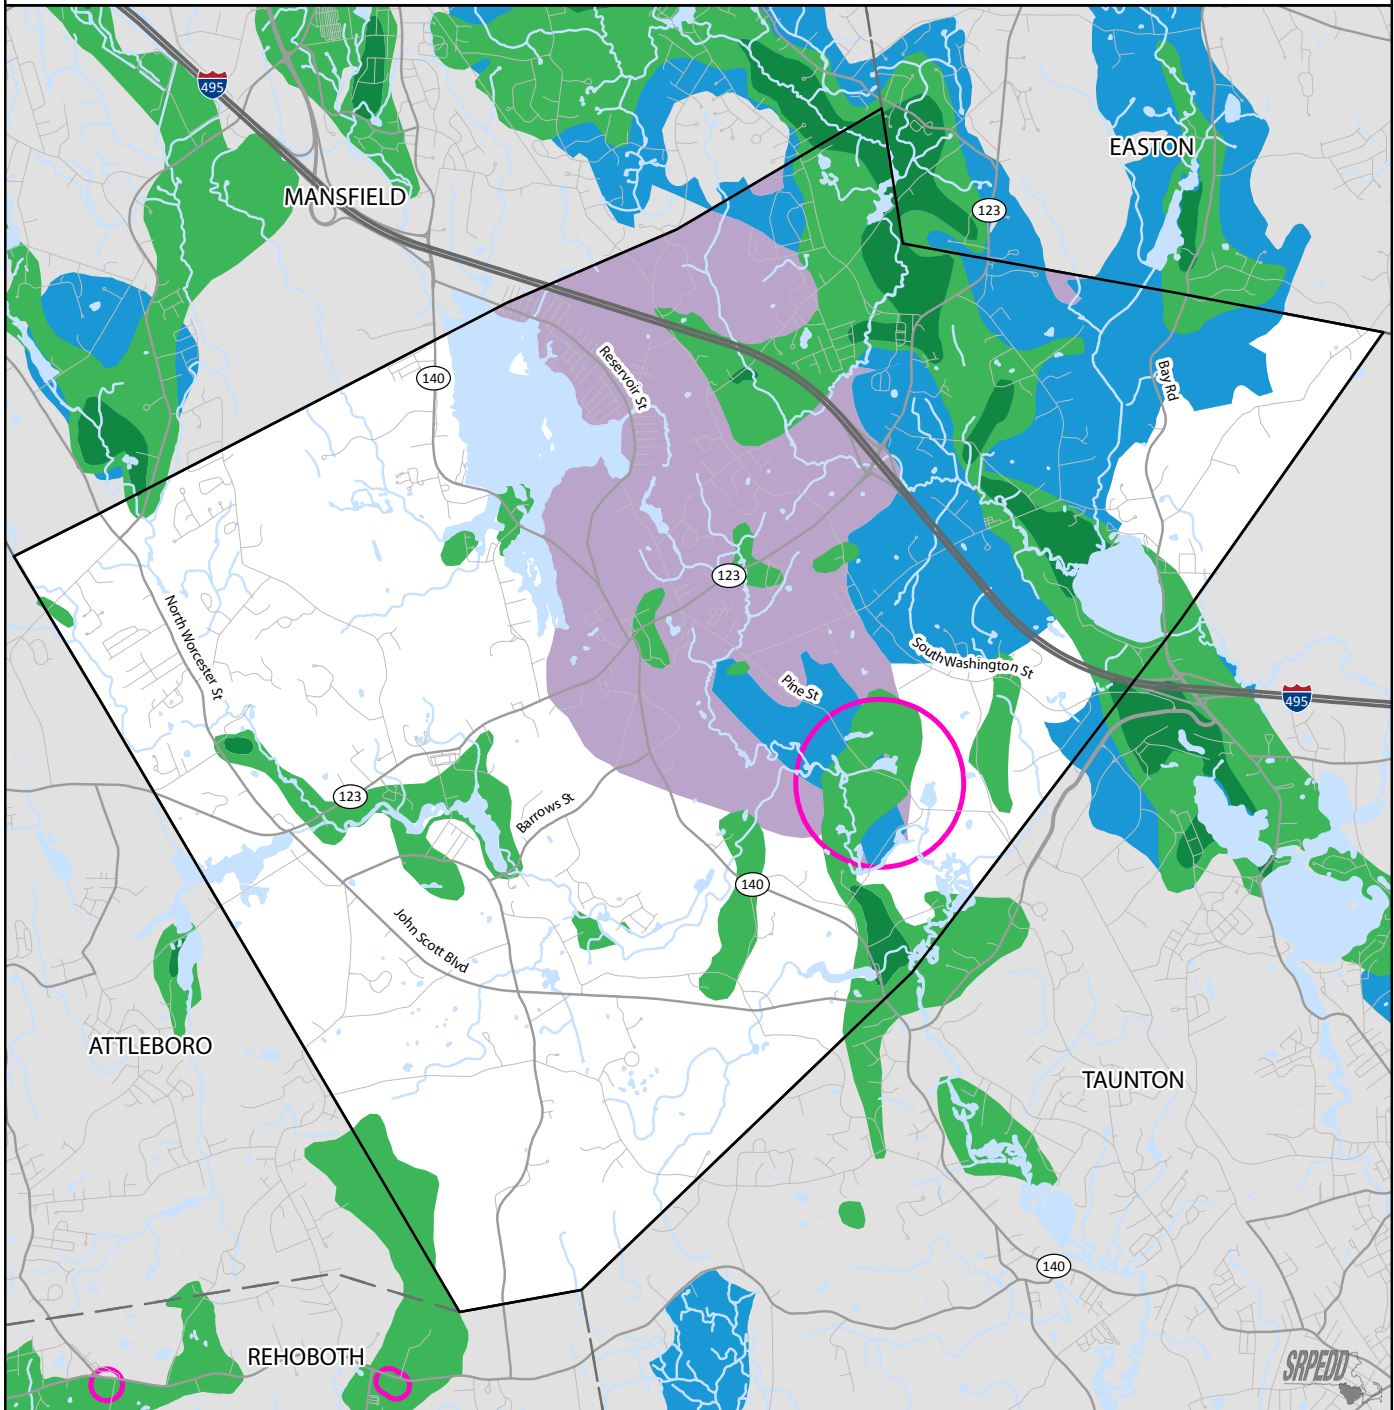 495
EASTON
MANSFIELD
123
Reservoir St
140
Bay Rd
123
North Worcester St
South Washington St
Pine St
495
123
Barrows St
140
John Scott Blvd
ATTLEBORO
TAUNTON
140
REHOBOTH
SRPEDD